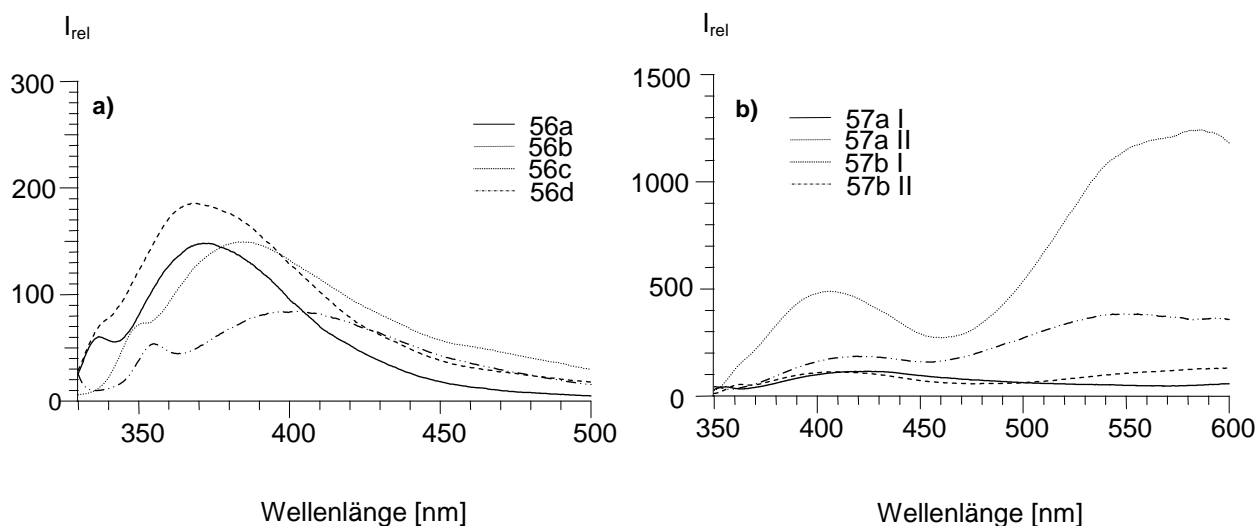 I_rel
300
200
100
0
350 400 450 500
a)
56a
56b
56c
56d
Wellenlänge [nm]
I_rel
1500
1000
500
0
350 400 450 500 550 600
b)
57a I
57a II
57b I
57b II
Wellenlänge [nm]